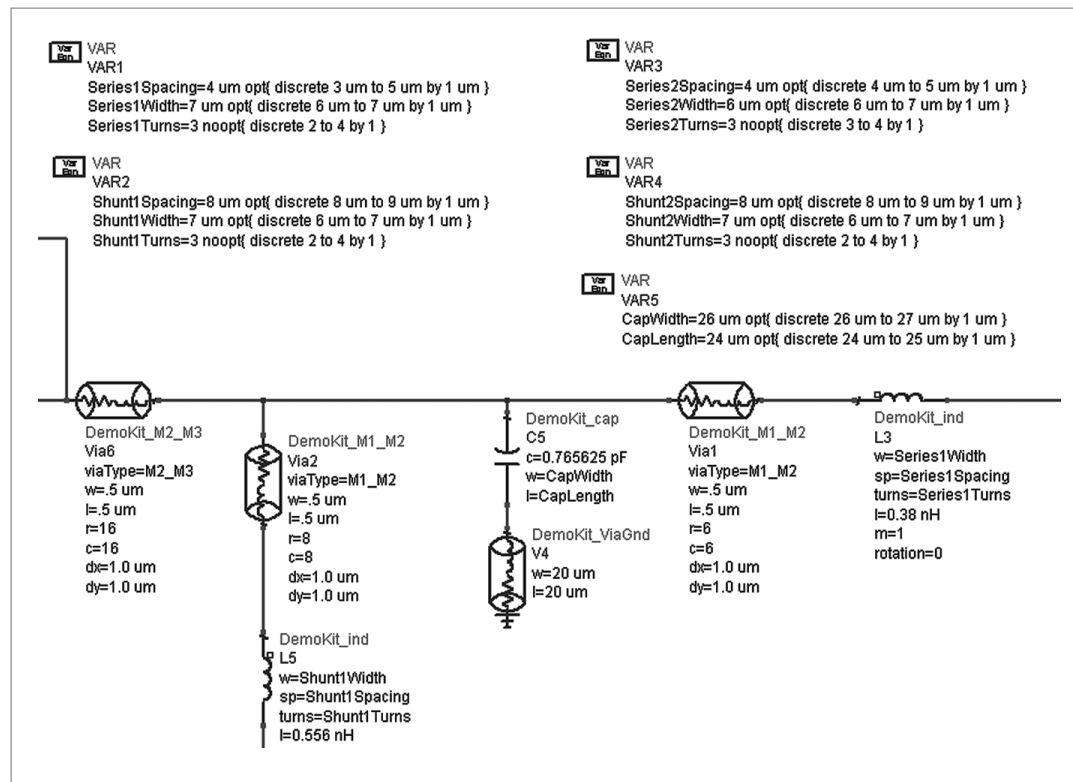 Var
Eqn
VAR
VAR1
Series1Spacing=4 um opt{ discrete 3 um to 5 um by 1 um }
Series1Width=7 um opt{ discrete 6 um to 7 um by 1 um }
Series1Turns=3 noopt{ discrete 2 to 4 by 1 }
Var
Eqn
VAR
VAR2
Shunt1Spacing=8 um opt{ discrete 8 um to 9 um by 1 um }
Shunt1Width=7 um opt{ discrete 6 um to 7 um by 1 um }
Shunt1Turns=3 noopt{ discrete 2 to 4 by 1 }
Var
Eqn
VAR
VAR3
Series2Spacing=4 um opt{ discrete 4 um to 5 um by 1 um }
Series2Width=6 um opt{ discrete 6 um to 7 um by 1 um }
Series2Turns=3 noopt{ discrete 3 to 4 by 1 }
Var
Eqn
VAR
VAR4
Shunt2Spacing=8 um opt{ discrete 8 um to 9 um by 1 um }
Shunt2Width=7 um opt{ discrete 6 um to 7 um by 1 um }
Shunt2Turns=3 noopt{ discrete 2 to 4 by 1 }
Var
Eqn
VAR
VAR5
CapWidth=26 um opt{ discrete 26 um to 27 um by 1 um }
CapLength=24 um opt{ discrete 24 um to 25 um by 1 um }
DemoKit_M2_M3
Via6
viaType=M2_M3
w=.5 um
l=.5 um
r=16
c=16
dx=1.0 um
dy=1.0 um
DemoKit_M1_M2
Via2
viaType=M1_M2
w=.5 um
l=.5 um
r=8
c=8
dx=1.0 um
dy=1.0 um
DemoKit_ind
L5
w=Shunt1Width
sp=Shunt1Spacing
turns=Shunt1Turns
l=0.556 nH
DemoKit_cap
C5
c=0.765625 pF
w=CapWidth
l=CapLength
DemoKit_ViaGnd
V4
w=20 um
l=20 um
DemoKit_M1_M2
Via1
viaType=M1_M2
w=.5 um
l=.5 um
r=6
c=6
dx=1.0 um
dy=1.0 um
DemoKit_ind
L3
w=Series1Width
sp=Series1Spacing
turns=Series1Turns
l=0.38 nH
m=1
rotation=0